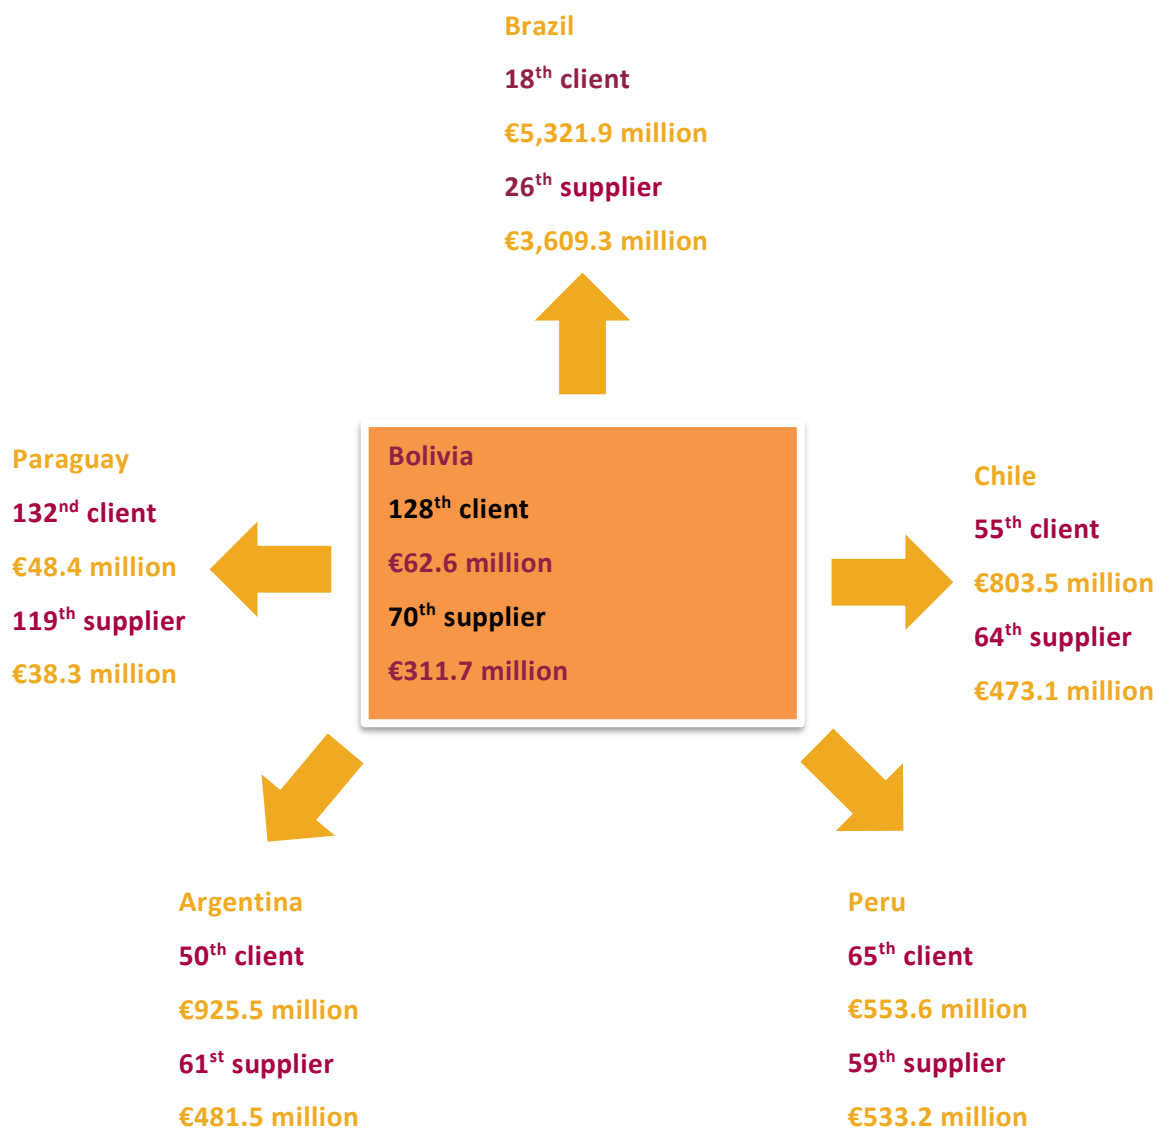 Brazil
18th client
€5,321.9 million
26th supplier
€3,609.3 million
Paraguay
132nd client
€48.4 million
119th supplier
€38.3 million
Bolivia
128th client
€62.6 million
70th supplier
€311.7 million
Chile
55th client
€803.5 million
64th supplier
€473.1 million
Argentina
50th client
€925.5 million
61st supplier
€481.5 million
Peru
65th client
€553.6 million
59th supplier
€533.2 million